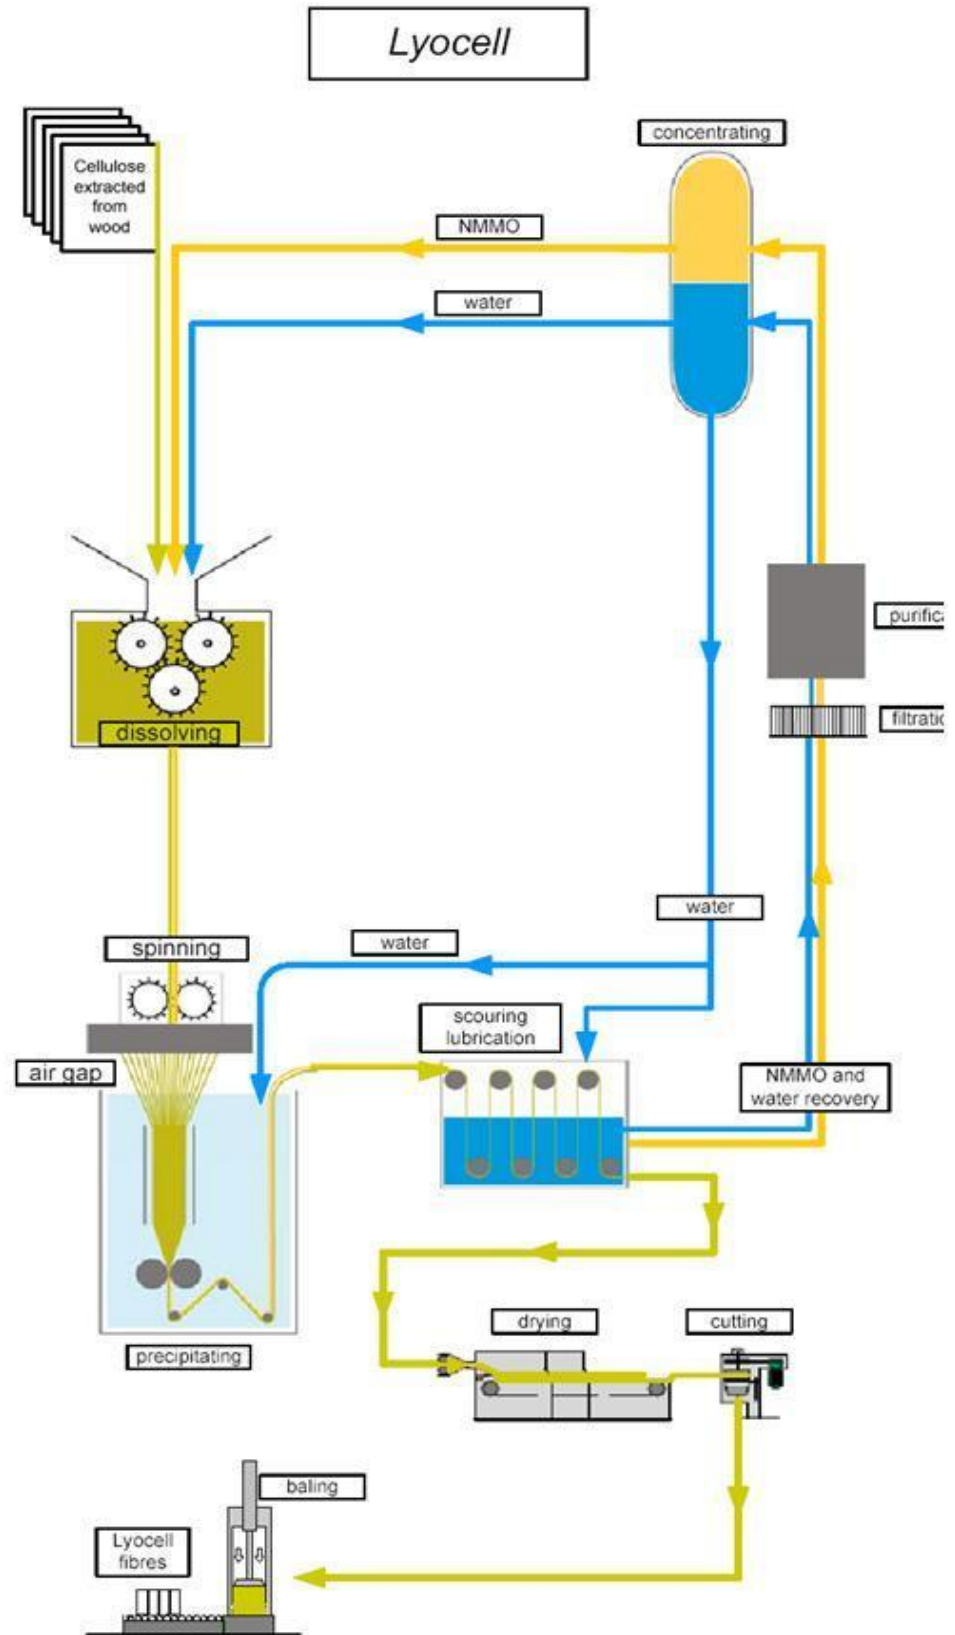 Lyocell
concentrating
Cellulose
extracted
from
wood
NMMO
water
purifica
filtratio
dissolving
water
spinning
water
scouring
lubrication
air gap
NMMO and
water recovery
drying
cutting
precipitating
baling
Lyocell
fibres